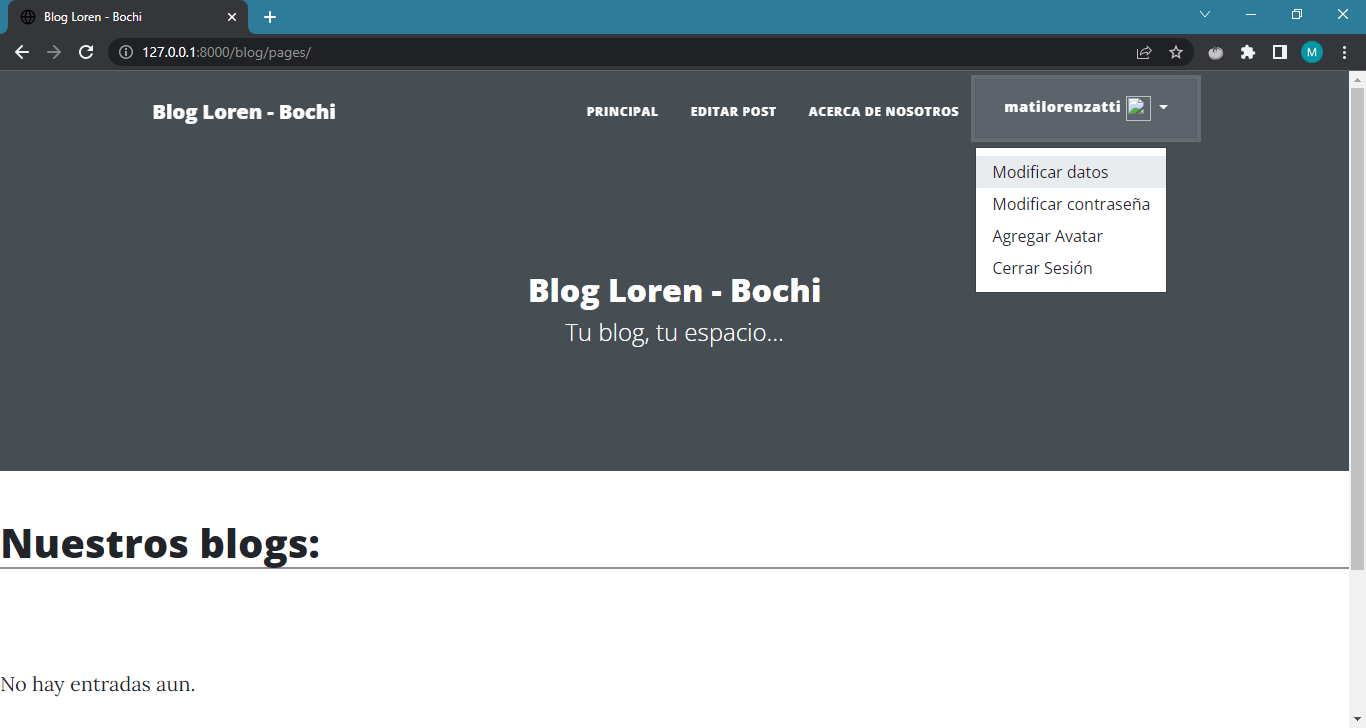 Blog Loren - Bochi
127.0.0.1:8000/blog/pages/
M
Blog Loren - Bochi
PRINCIPAL
EDITAR POST
ACERCA DE NOSOTROS
matilorenzatti
Modificar datos
Modificar contraseña
Agregar Avatar
Cerrar Sesión
Blog Loren - Bochi
Tu blog, tu espacio...
Nuestros blogs:
No hay entradas aun.